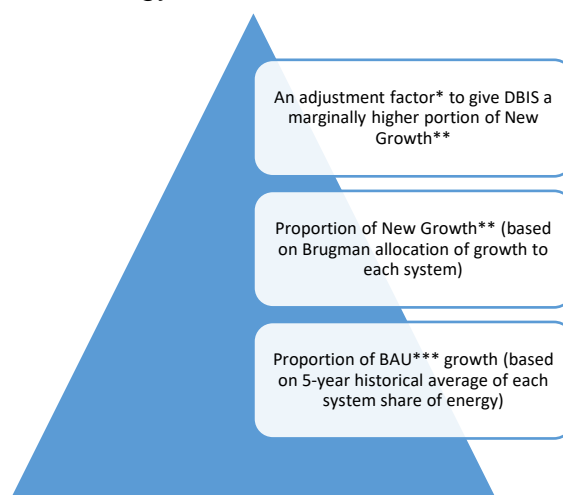 An adjustment factor* to give DBIS a
marginally higher portion of New
Growth**
Proportion of New Growth** (based
on Brugman allocation of growth to
each system)
Proportion of BAU*** growth (based
on 5-year historical average of each
system share of energy)